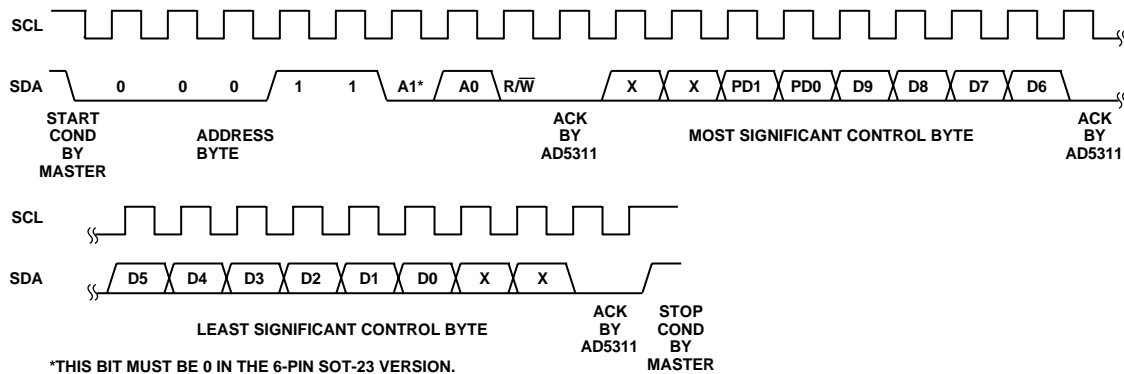 SCL
SDA 0 0 0 1 1 A1* A0 R/W̅ X X PD1 PD0 D9 D8 D7 D6
START
COND
BY
MASTER
ADDRESS
BYTE
ACK
BY
AD5311
MOST SIGNIFICANT CONTROL BYTE
ACK
BY
AD5311
SCL
SDA D5 D4 D3 D2 D1 D0 X X
LEAST SIGNIFICANT CONTROL BYTE
ACK
BY
AD5311
STOP
COND
BY
MASTER
*THIS BIT MUST BE 0 IN THE 6-PIN SOT-23 VERSION.